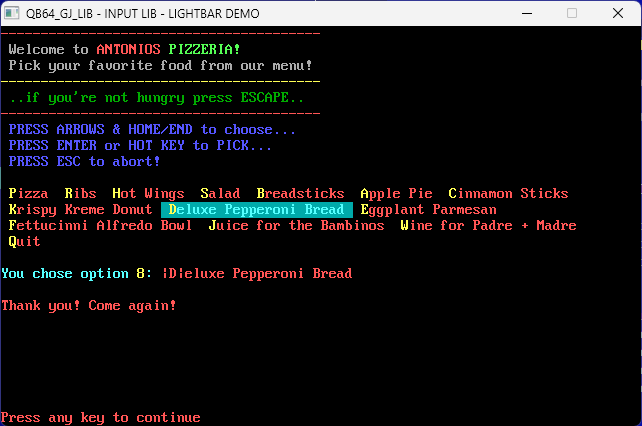 QB64_GJ_LIB - INPUT LIB - LIGHTBAR DEMO
----------------------------------------
Welcome to ANTONIOS PIZZERIA!
Pick your favorite food from our menu!
----------------------------------------
..if you're not hungry press ESCAPE..
----------------------------------------
PRESS ARROWS & HOME/END to choose...
PRESS ENTER or HOT KEY to PICK...
PRESS ESC to abort!
Pizza Ribs Hot Wings Salad Breadsticks Apple Pie Cinnamon Sticks
Krispy Kreme Donut Deluxe Pepperoni Bread Eggplant Parmesan
Fettucinni Alfredo Bowl Juice for the Bambinos Wine for Padre + Madre
Quit
You chose option 8: |D|eluxe Pepperoni Bread
Thank you! Come again!
Press any key to continue